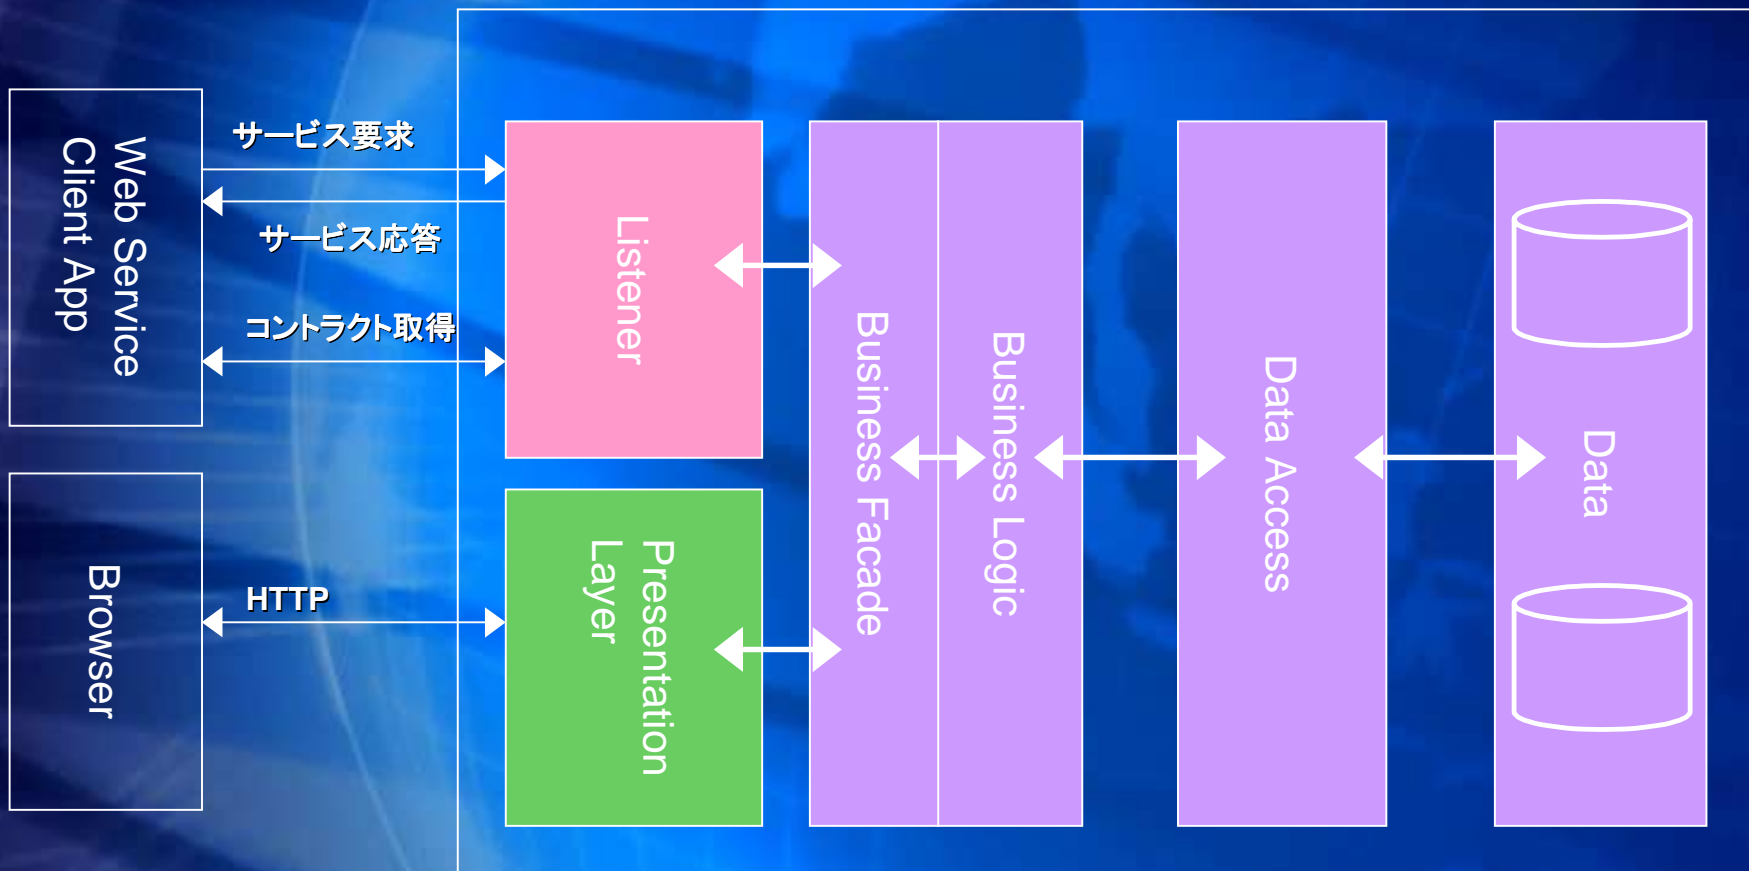 Web Service
Client App
サービス要求
サービス応答
コントラクト取得
Listener
Browser
HTTP
Presentation
Layer
Business Facade
Business Logic
Data Access
Data